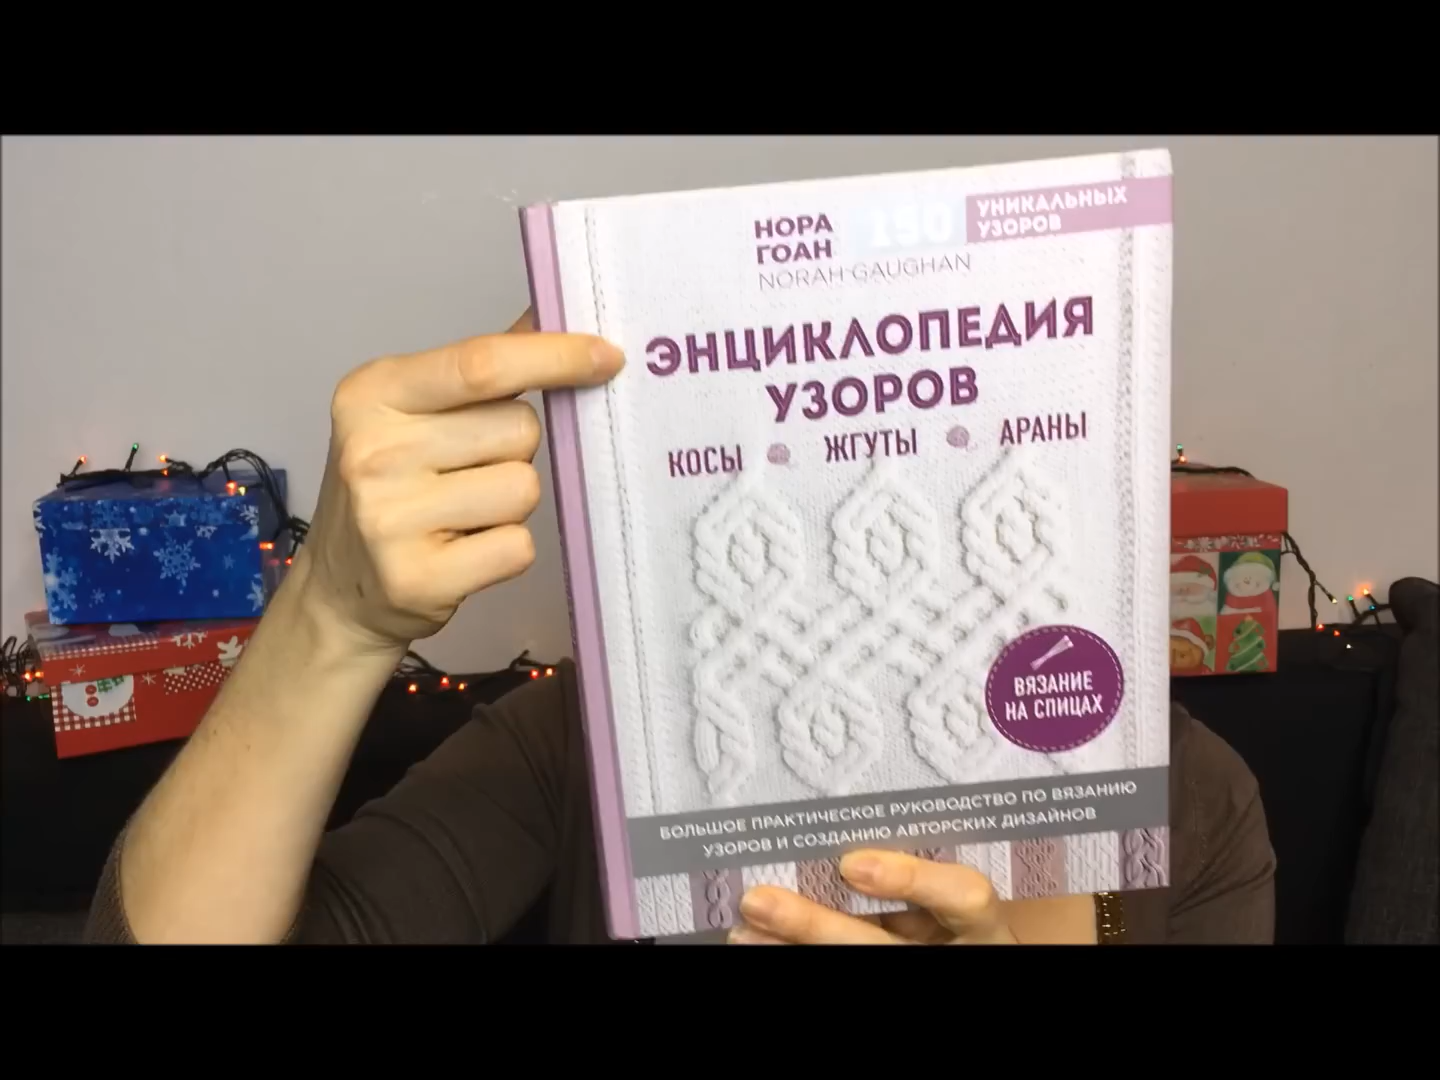 НОРА
ГОАН
NORAH GAUGHAN
150
УНИКАЛЬНЫХ
УЗОРОВ
ЭНЦИКЛОПЕДИЯ
УЗОРОВ
КОСЫ ЖГУТЫ АРАНЫ
ВЯЗАНИЕ
НА СПИЦАХ
БОЛЬШОЕ ПРАКТИЧЕСКОЕ РУКОВОДСТВО ПО ВЯЗАНИЮ
УЗОРОВ И СОЗДАНИЮ АВТОРСКИХ ДИЗАЙНОВ